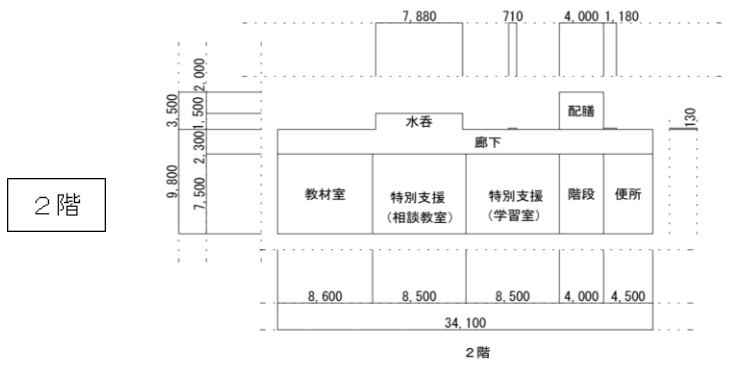 7,880
710
4,000
1,180
2,000
3,500
1,500
130
配膳
水呑
2,300
廊下
9,800
7,500
教材室
特別支援
(相談教室)
特別支援
(学習室)
階段
便所
2階
8,600
8,500
8,500
4,000
4,500
34,100
2階